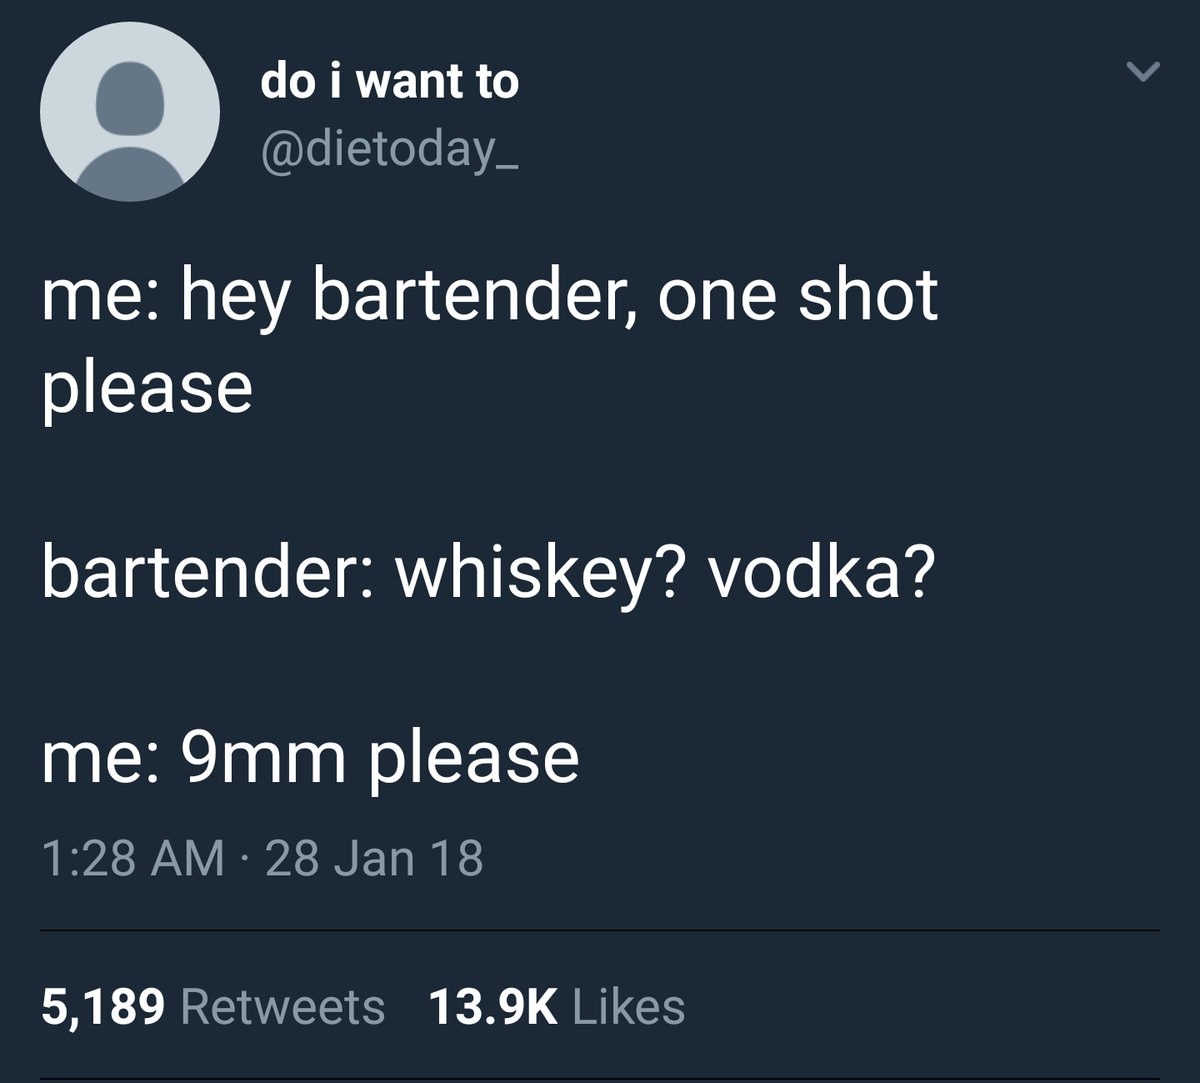 do i want to
@dietoday_
me: hey bartender, one shot
please
bartender: whiskey? vodka?
me: 9mm please
1:28 AM · 28 Jan 18
5,189 Retweets 13.9K Likes